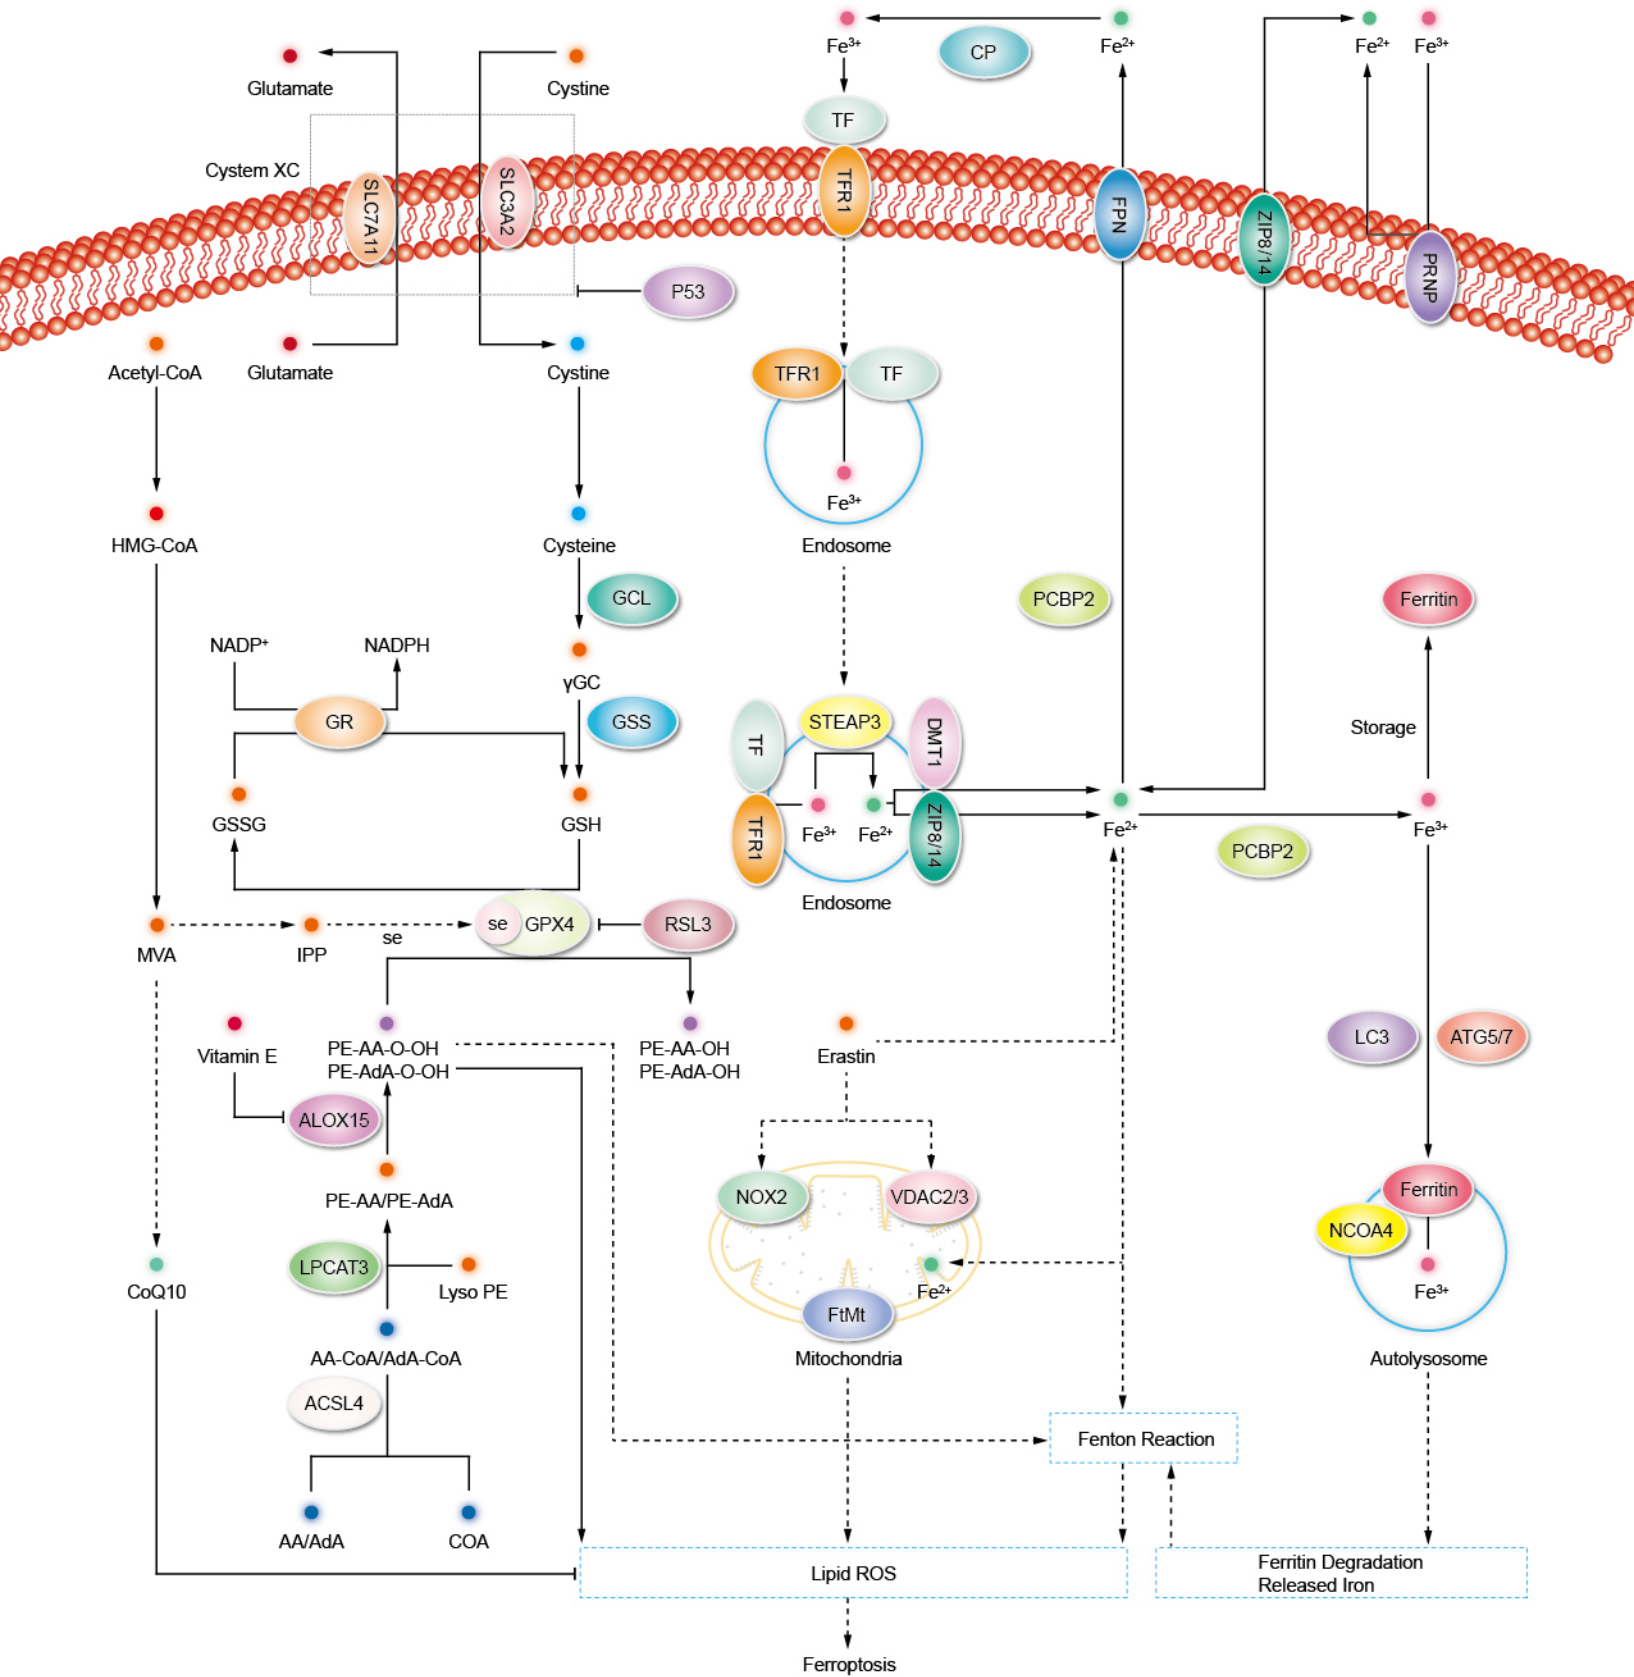 Fe³⁺
CP
Fe²⁺
Fe²⁺
Fe³⁺
Glutamate
Cystine
TF
Cystem XC
SLC7A11
SLC3A2
TFR1
FPN
ZIP8/14
PRNP
P53
Acetyl-CoA
Glutamate
Cystine
TFR1
TF
Fe³⁺
HMG-CoA
Cysteine
Endosome
GCL
PCBP2
Ferritin
NADP⁺
NADPH
γGC
GR
GSS
TF
STEAP3
DMT1
Storage
GSSG
GSH
TFR1
Fe³⁺
Fe²⁺
ZIP8/14
Fe²⁺
Fe³⁺
PCBP2
Endosome
MVA
IPP
se
se
GPX4
RSL3
Vitamin E
PE-AA-O-OH
PE-AdA-O-OH
PE-AA-OH
PE-AdA-OH
Erastin
LC3
ATG5/7
ALOX15
PE-AA/PE-AdA
NOX2
VDAC2/3
Ferritin
NCOA4
LPCAT3
CoQ10
Lyso PE
Fe²⁺
Fe³⁺
FtMt
AA-CoA/AdA-CoA
Mitochondria
Autolysosome
ACSL4
Fenton Reaction
AA/AdA
COA
Lipid ROS
Ferritin Degradation
Released Iron
Ferroptosis